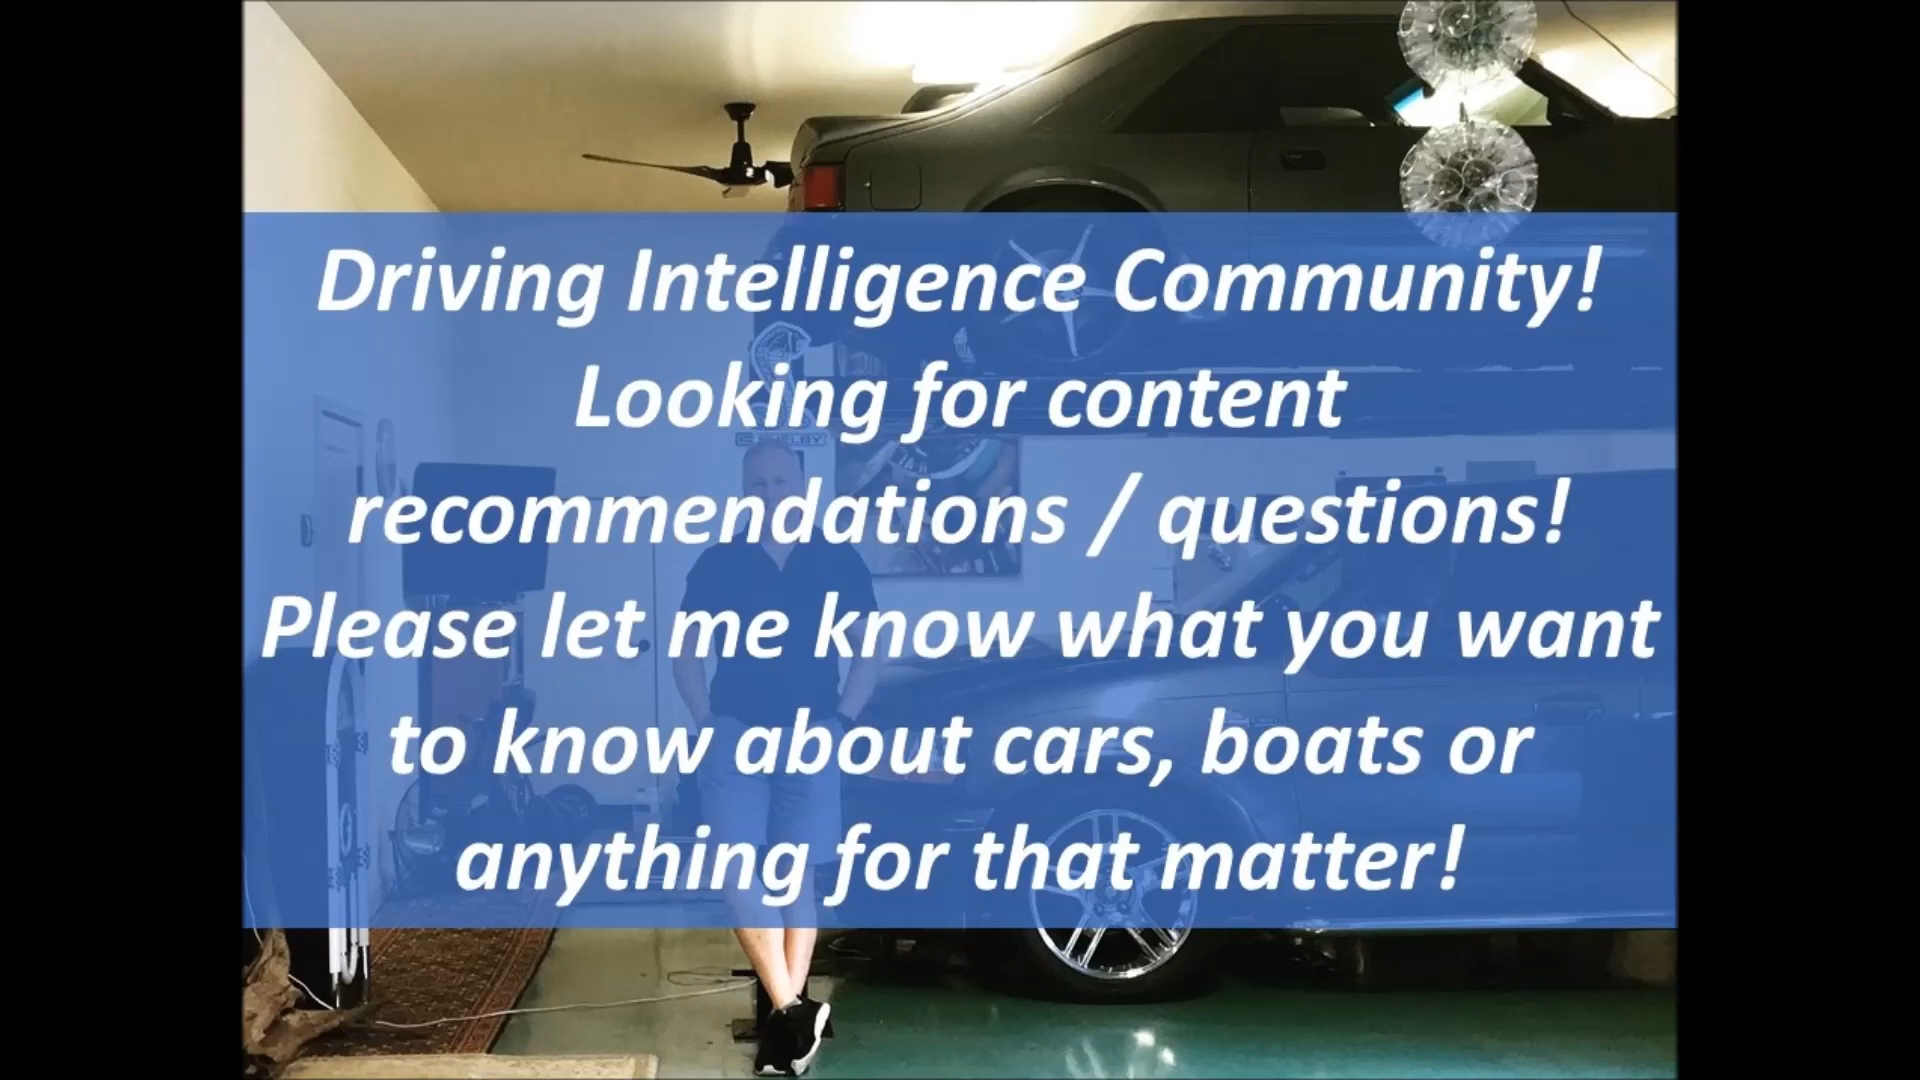 Driving Intelligence Community!
Looking for content
recommendations / questions!
Please let me know what you want
to know about cars, boats or
anything for that matter!
SHELBY